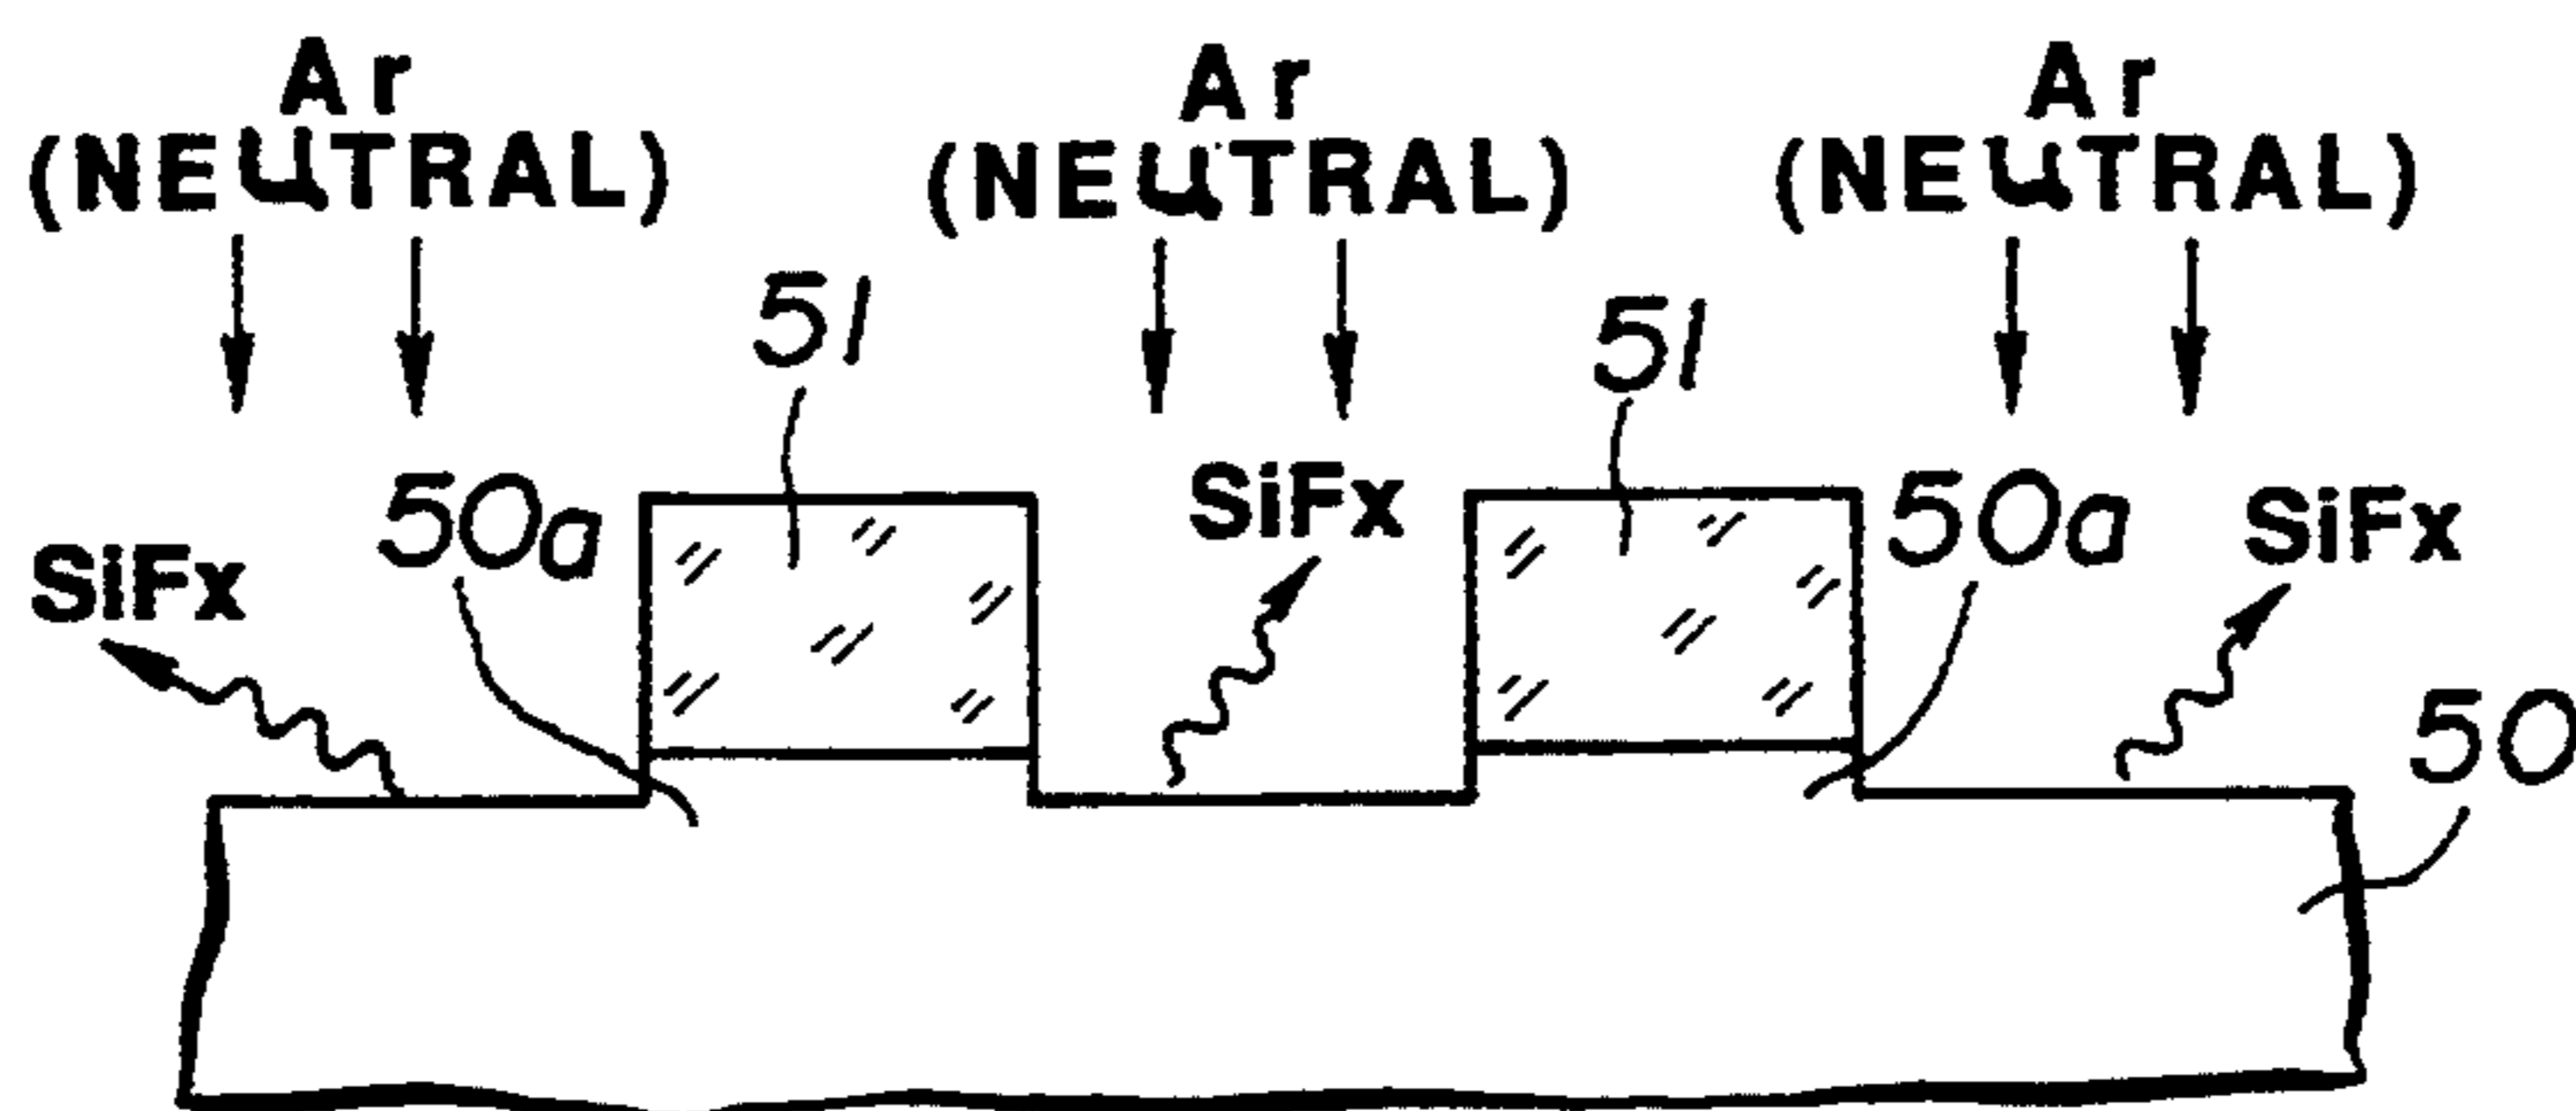 Ar
(NEUTRAL)
Ar
(NEUTRAL)
Ar
(NEUTRAL)
51
51
50a
SiFx
50a
SiFx
SiFx
50